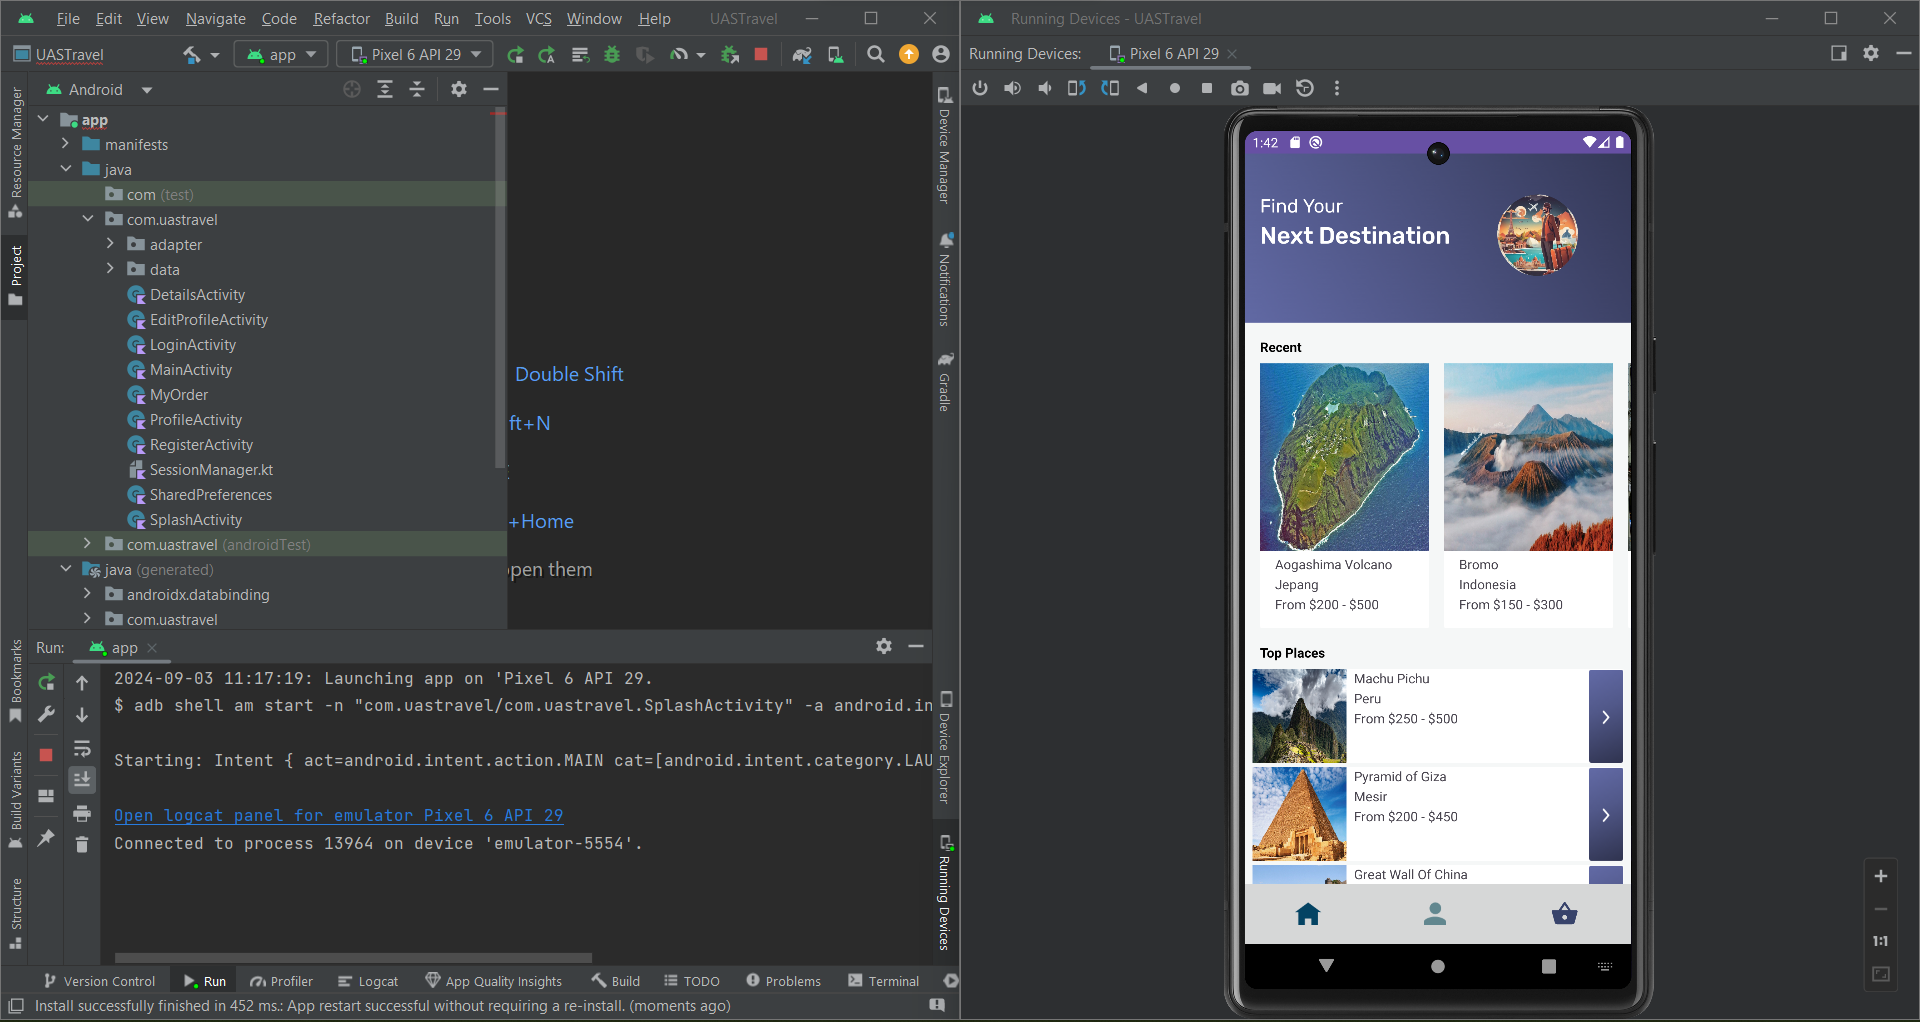 File Edit View Navigate Code Refactor Build Run Tools VCS Window Help UASTravel
UASTravel app Pixel 6 API 29
Android
app
manifests
java
com (test)
com.uastravel
adapter
data
DetailsActivity
EditProfileActivity
LoginActivity
MainActivity
MyOrder
ProfileActivity
RegisterActivity
SessionManager.kt
SharedPreferences
SplashActivity
com.uastravel (androidTest)
java (generated)
androidx.databinding
com.uastravel
Resource Manager
Project
Bookmarks
Build Variants
Structure
Double Shift
ft+N
+Home
open them
Device Manager
Notifications
Gradle
Device Explorer
Running Devices
Run: app
2024-09-03 11:17:19: Launching app on 'Pixel 6 API 29.
$ adb shell am start -n "com.uastravel/com.uastravel.SplashActivity" -a android.in
Starting: Intent { act=android.intent.action.MAIN cat=[android.intent.category.LAU
Open logcat panel for emulator Pixel 6 API 29
Connected to process 13964 on device 'emulator-5554'.
Version Control Run Profiler Logcat App Quality Insights Build TODO Problems Terminal
Install successfully finished in 452 ms.: App restart successful without requiring a re-install. (moments ago)
Running Devices - UASTravel
Running Devices: Pixel 6 API 29
1:42
Find Your
Next Destination
Recent
Aogashima Volcano
Jepang
From $200 - $500
Bromo
Indonesia
From $150 - $300
Top Places
Machu Pichu
Peru
From $250 - $500
Pyramid of Giza
Mesir
From $200 - $450
Great Wall Of China
1:1